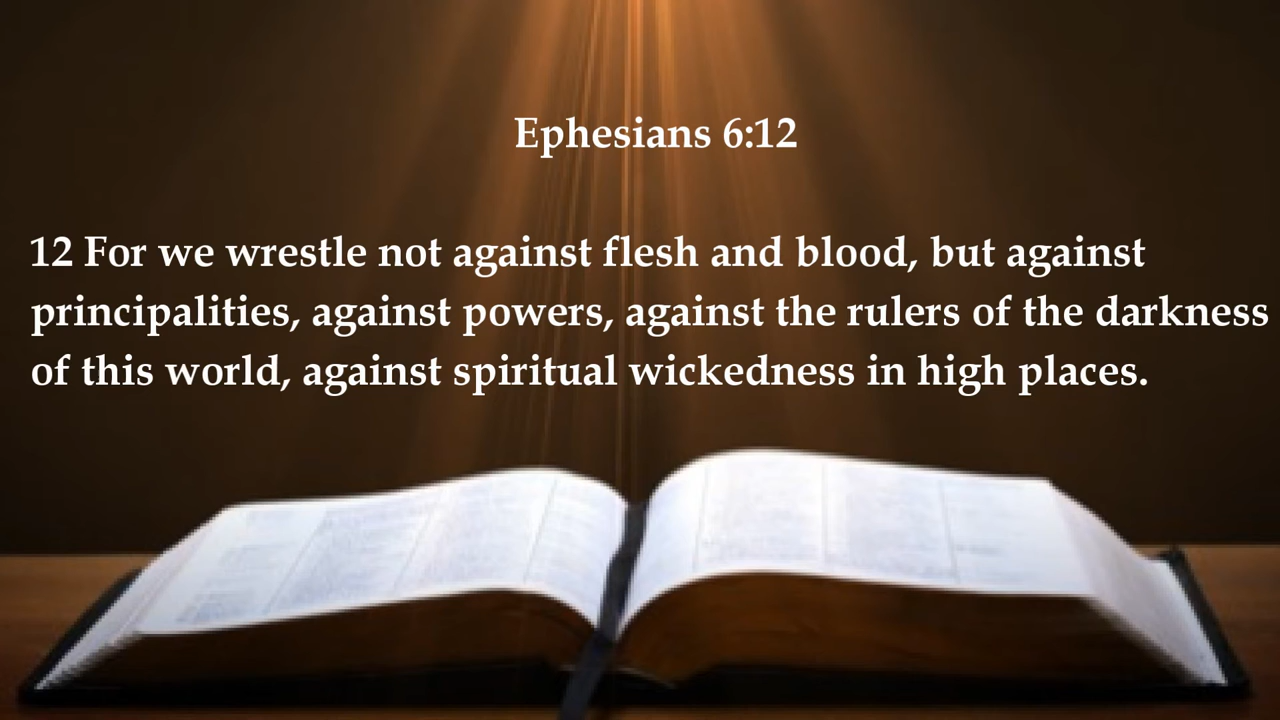 Ephesians 6:12
12 For we wrestle not against flesh and blood, but against
principalities, against powers, against the rulers of the darkness
of this world, against spiritual wickedness in high places.